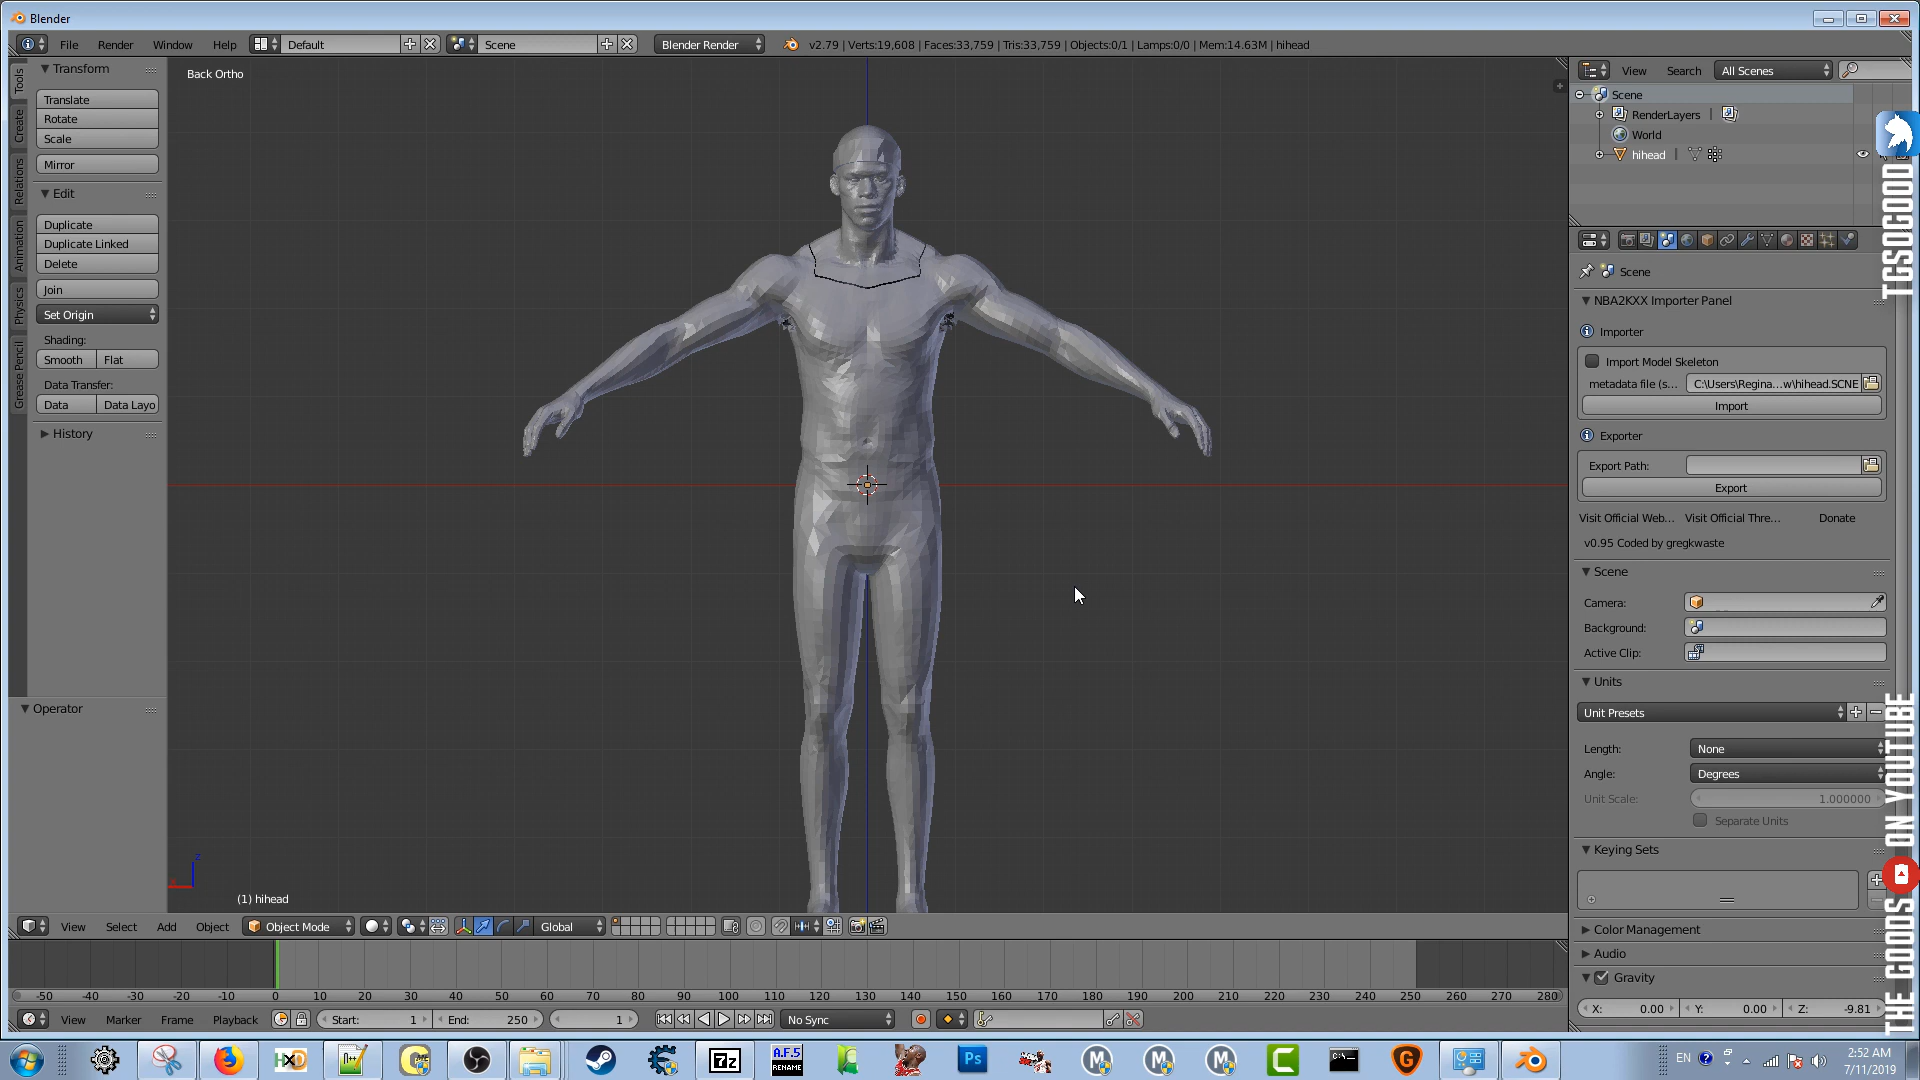 Blender
File Render Window Help Default Scene Blender Render v2.79 | Verts:19,608 | Faces:33,759 | Tris:33,759 | Objects:0/1 | Lamps:0/0 | Mem:14.63M | hihead
Tools
Create
Relations
Animation
Physics
Grease Pencil
Transform
Translate
Rotate
Scale
Mirror
Edit
Duplicate
Duplicate Linked
Delete
Join
Set Origin
Shading:
Smooth Flat
Data Transfer:
Data Data Layo
History
Operator
Back Ortho
z
(1) hihead
View Search All Scenes
Scene
RenderLayers |
World
hihead |
Scene
NBA2KXX Importer Panel
Importer
Import Model Skeleton
metadata file (s... C:\Users\Regina...w\hihead.SCNE
Import
Exporter
Export Path:
Export
Visit Official Web... Visit Official Thre... Donate
v0.95 Coded by gregkwaste
Scene
Camera:
Background:
Active Clip:
Units
Unit Presets
Length: None
Angle: Degrees
Unit Scale: 1.000000
Separate Units
Keying Sets
Color Management
Audio
Gravity
X: 0.00 Y: 0.00 Z: -9.81
TGSOGOOD
THE GOODS ON YOUTUBE
View Select Add Object Object Mode Global
-50 -40 -30 -20 -10 0 10 20 30 40 50 60 70 80 90 100 110 120 130 140 150 160 170 180 190 200 210 220 230 240 250 260 270 280
View Marker Frame Playback Start: 1 End: 250 1 No Sync
HXD
n++
7z
A.F.5
RENAME
Ps
M
M
M
C
C:\_
G
EN
2:52 AM
7/11/2019